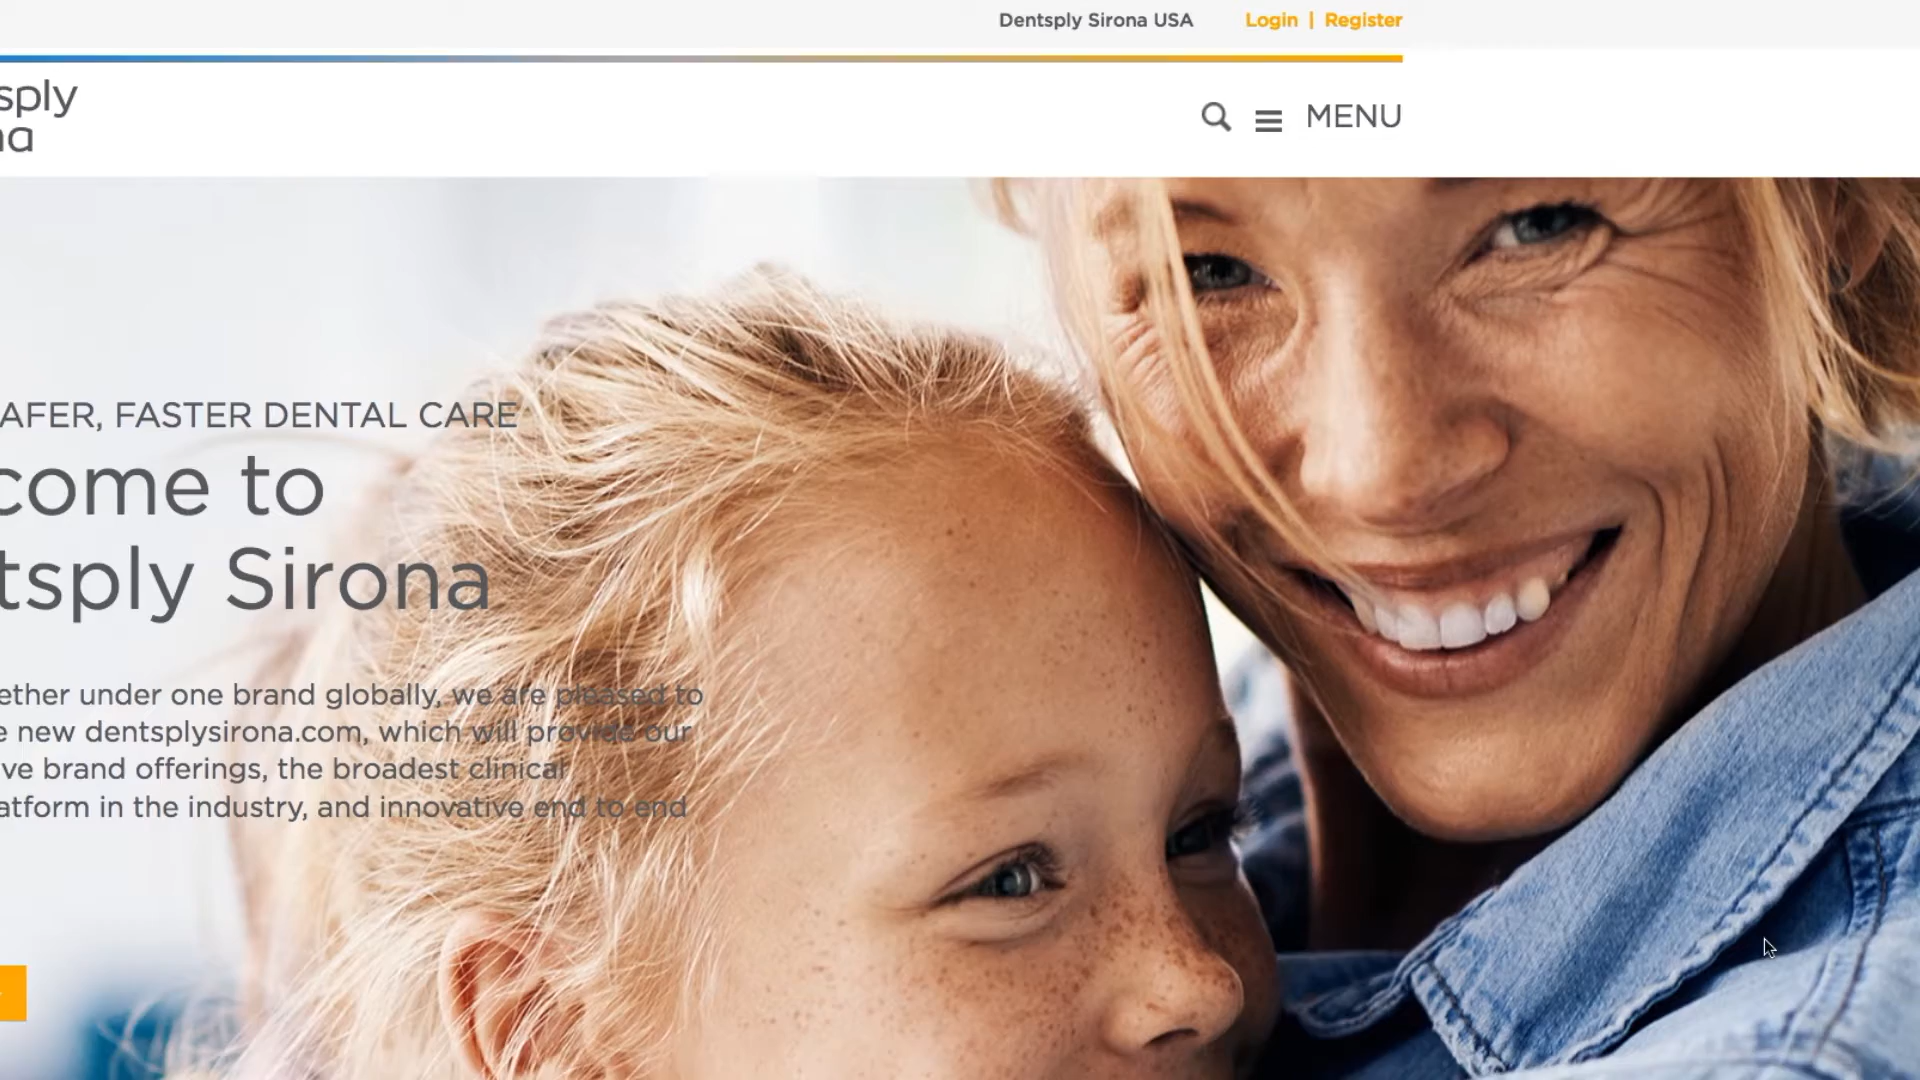 Dentsply Sirona USA
Login | Register
sply
na
MENU
AFER, FASTER DENTAL CARE
come to
tsply Sirona
ether under one brand globally, we are pleased to
e new dentsplysirona.com, which will provide our
ve brand offerings, the broadest clinical
atform in the industry, and innovative end to end